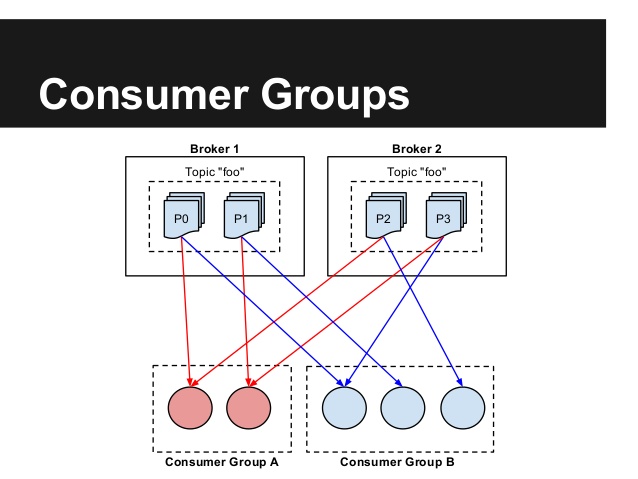 Consumer Groups
Broker 1
Broker 2
Topic "foo"
Topic "foo"
P0
P1
P2
P3
Consumer Group A
Consumer Group B